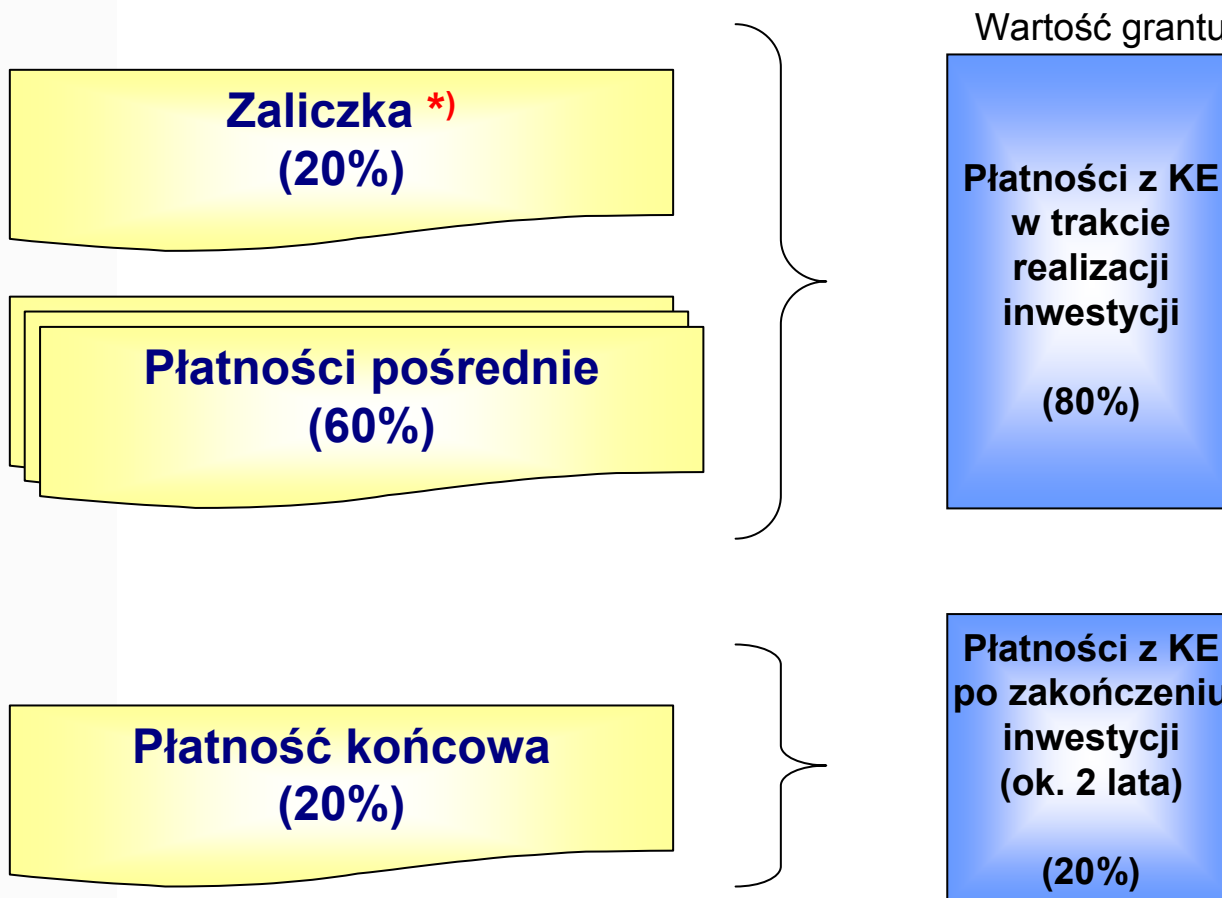 Wartość grantu
Zaliczka *)
(20%)
Płatności pośrednie
(60%)
Płatności z KE
w trakcie
realizacji
inwestycji
(80%)
Płatność końcowa
(20%)
Płatności z KE
po zakończeniu
inwestycji
(ok. 2 lata)
(20%)